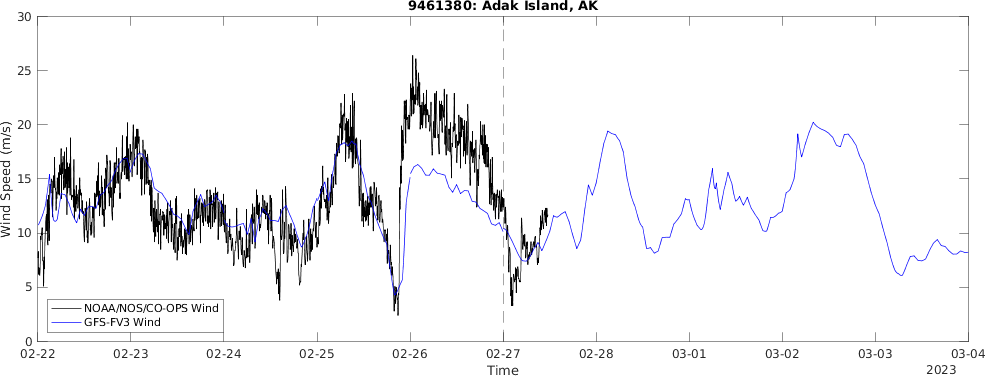 9461380: Adak Island, AK
Wind Speed (m/s)
30
25
20
15
10
5
0
NOAA/NOS/CO-OPS Wind
GFS-FV3 Wind
02-22 02-23 02-24 02-25 02-26 02-27 02-28 03-01 03-02 03-03 03-04
Time
2023